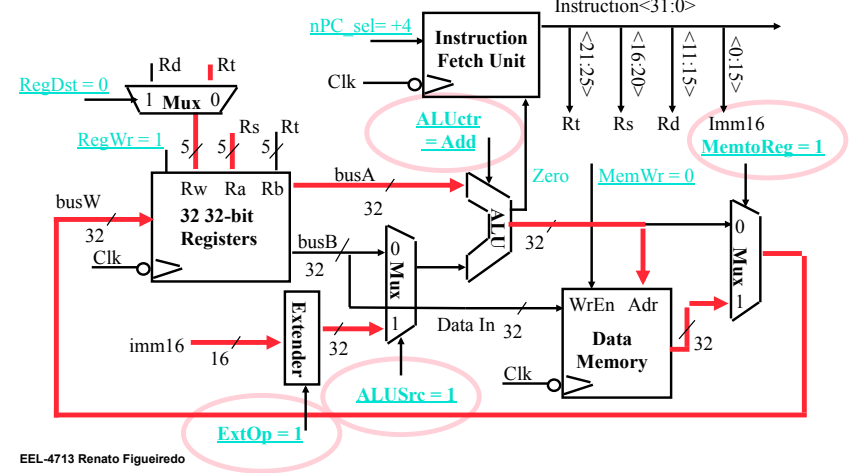 Instruction<31:0>
nPC_sel= +4
Instruction
Fetch Unit
Clk
<21:25>
<16:20>
<11:15>
<0:15>
Rt
Rs
Rd
Imm16
Rd
Rt
RegDst = 0
1 Mux 0
ALUctr
= Add
MemtoReg = 1
RegWr = 1
5
5
Rs
5
Rt
Zero
MemWr = 0
busA
32
Rw Ra Rb
busW
32
32 32-bit
Registers
Clk
busB
32
0
Mux
1
ALU
32
0
Mux
1
WrEn Adr
Data In
32
Data
Memory
32
Clk
imm16
16
Extender
32
ALUSrc = 1
ExtOp = 1
EEL-4713 Renato Figueiredo